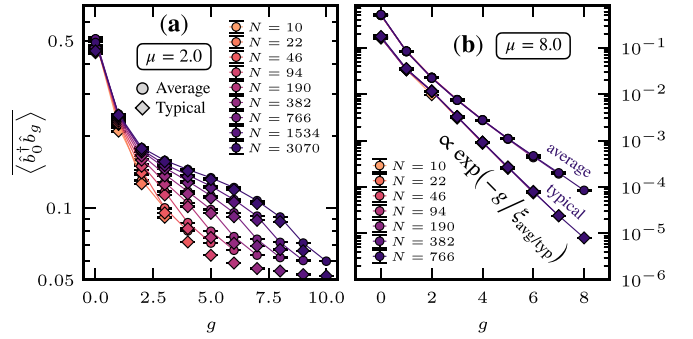 (a)
μ = 2.0
Average
Typical
N = 10
N = 22
N = 46
N = 94
N = 190
N = 382
N = 766
N = 1534
N = 3070
0.5
0.1
0.05
⟨b̂†₀b̂g⟩
0.0 2.5 5.0 7.5 10.0
g
(b)
μ = 8.0
average
typical
∝ exp(−g/ξavg/typ)
N = 10
N = 22
N = 46
N = 94
N = 190
N = 382
N = 766
10⁻¹
10⁻²
10⁻³
10⁻⁴
10⁻⁵
10⁻⁶
0 2 4 6 8
g